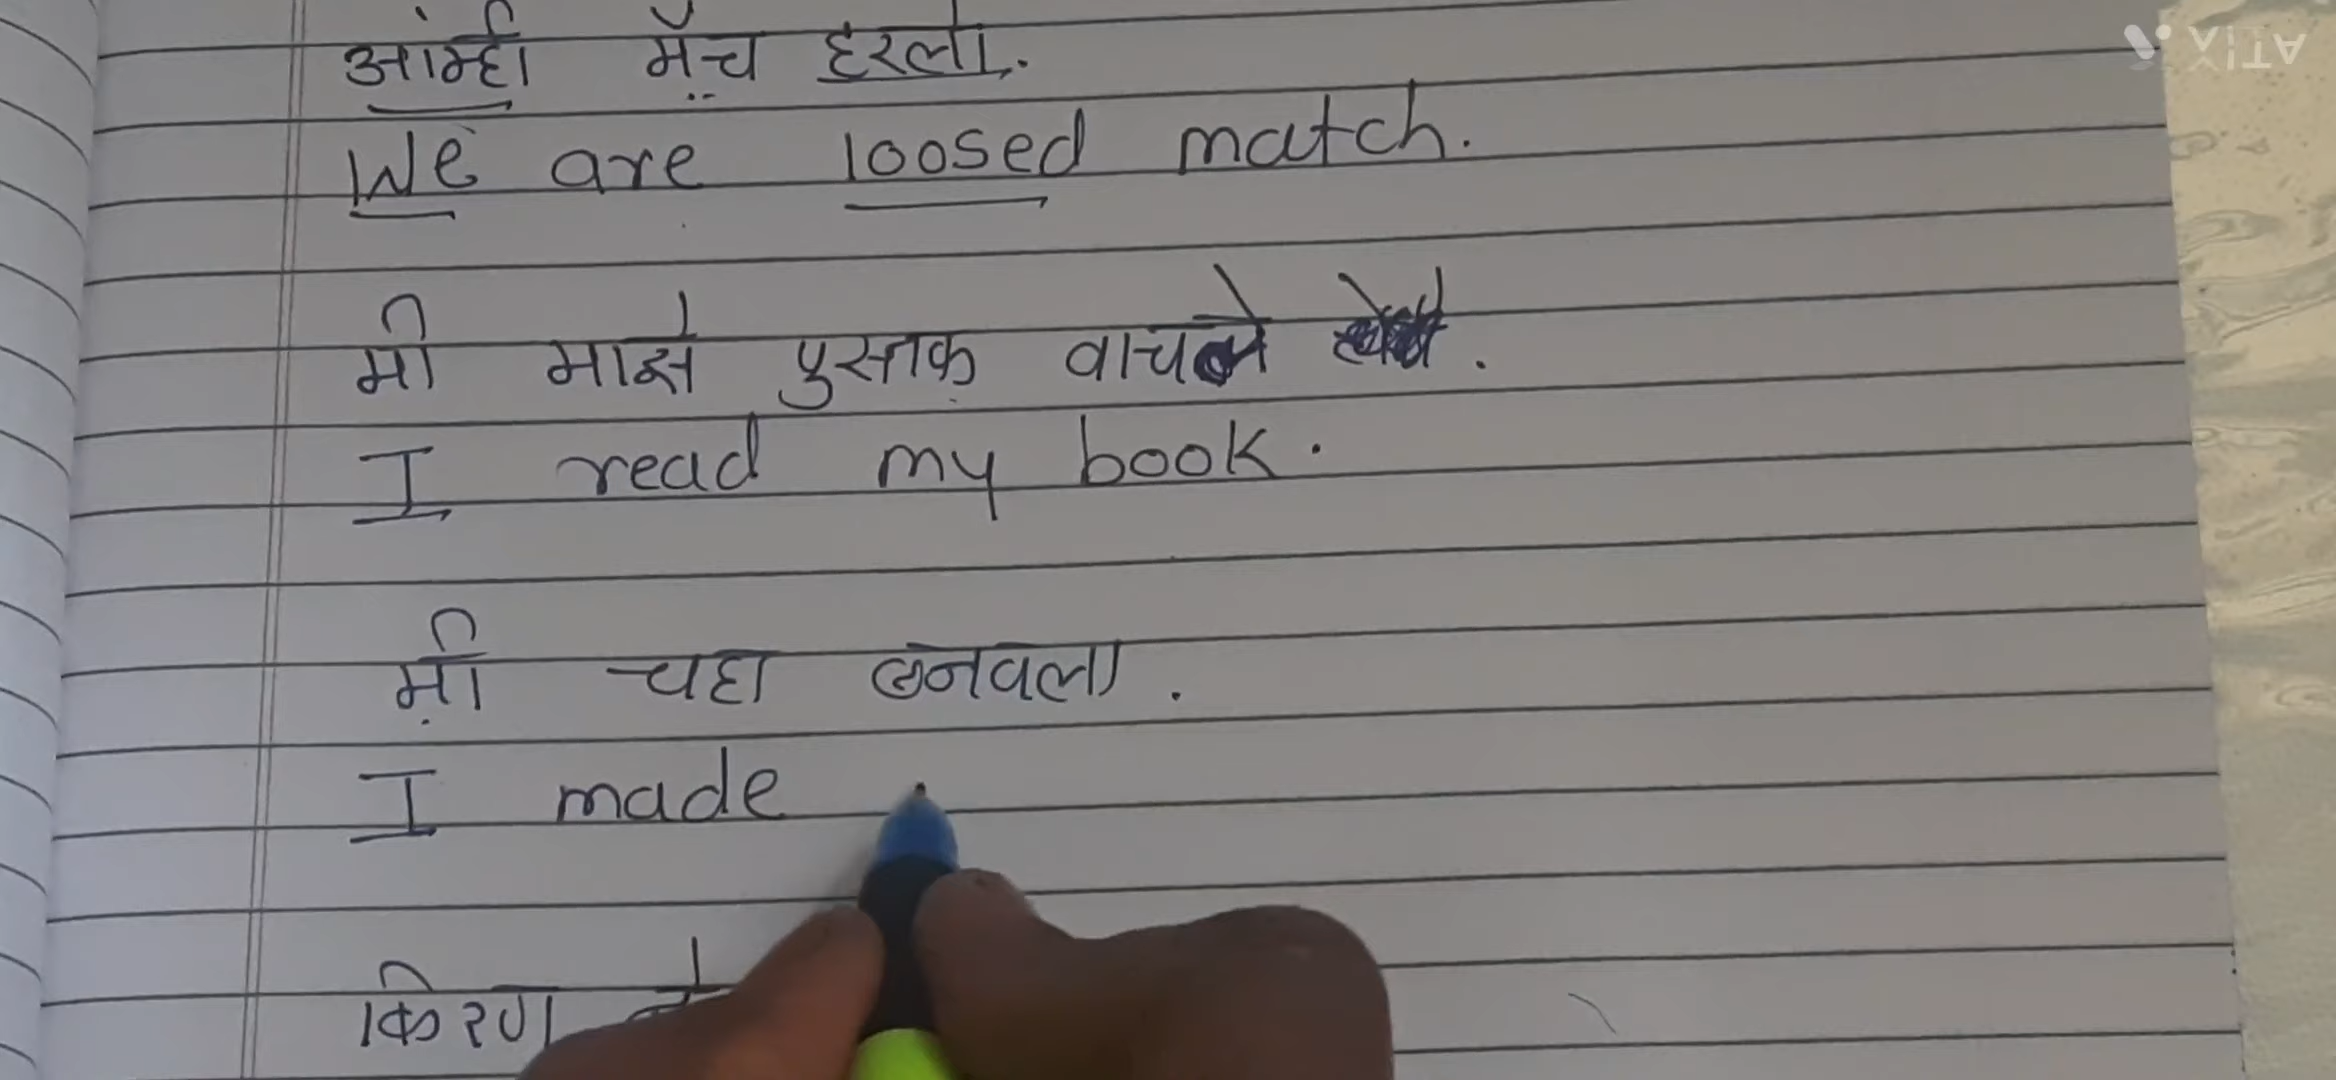 आम्ही मॅच हरलो.
We are loosed match.
मी माझे पुस्तक वाचले .
I read my book.
मी चहा बनवला .
I made
किरण